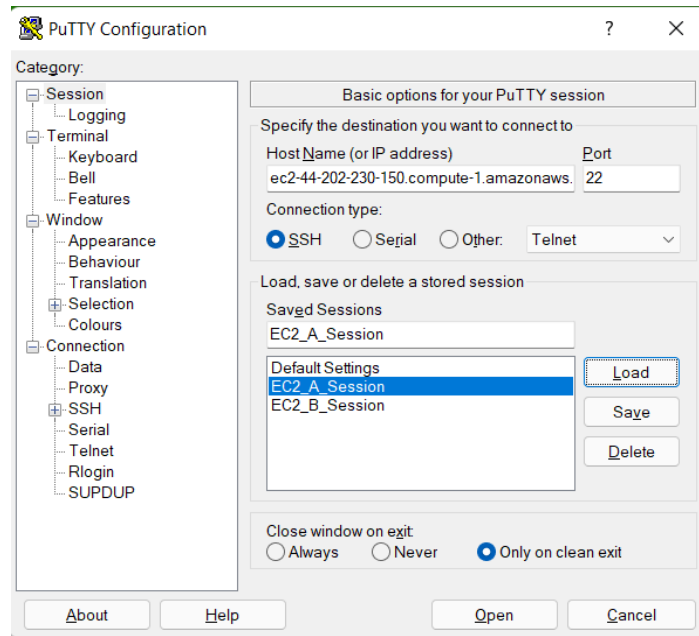 PuTTY Configuration
?
Category:
Session
Logging
Terminal
Keyboard
Bell
Features
Window
Appearance
Behaviour
Translation
Selection
Colours
Connection
Data
Proxy
SSH
Serial
Telnet
Rlogin
SUPDUP
Basic options for your PuTTY session
Specify the destination you want to connect to
Host Name (or IP address) Port
ec2-44-202-230-150.compute-1.amazonaws. 22
Connection type:
SSH Serial Other: Telnet
Load, save or delete a stored session
Saved Sessions
EC2_A_Session
Default Settings
EC2_A_Session
EC2_B_Session
Load
Save
Delete
Close window on exit:
Always Never Only on clean exit
About Help Open Cancel